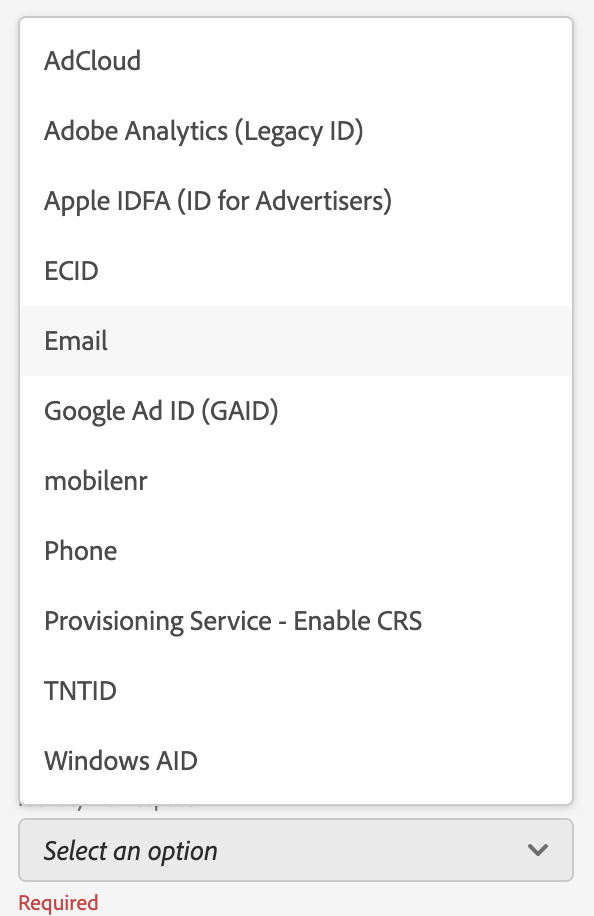 AdCloud
Adobe Analytics (Legacy ID)
Apple IDFA (ID for Advertisers)
ECID
Email
Google Ad ID (GAID)
mobilenr
Phone
Provisioning Service - Enable CRS
TNTID
Windows AID
Select an option
Required